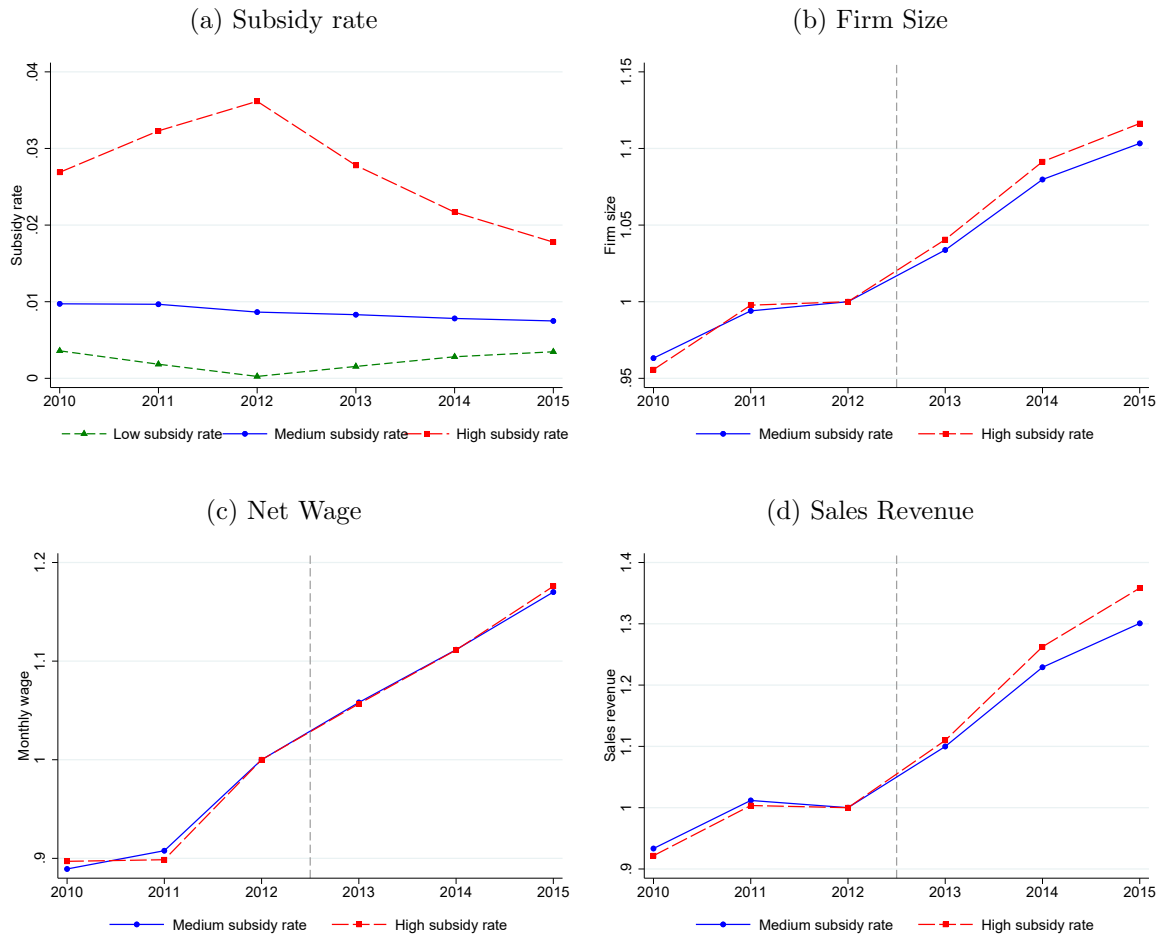 (a) Subsidy rate
Subsidy rate
.04
.03
.02
.01
0
2010 2011 2012 2013 2014 2015
Low subsidy rate Medium subsidy rate High subsidy rate
(b) Firm Size
Firm size
1.15
1.1
1.05
1
.95
2010 2011 2012 2013 2014 2015
Medium subsidy rate High subsidy rate
(c) Net Wage
Monthly wage
1.2
1.1
1
.9
2010 2011 2012 2013 2014 2015
Medium subsidy rate High subsidy rate
(d) Sales Revenue
Sales revenue
1.4
1.3
1.2
1.1
1
.9
2010 2011 2012 2013 2014 2015
Medium subsidy rate High subsidy rate